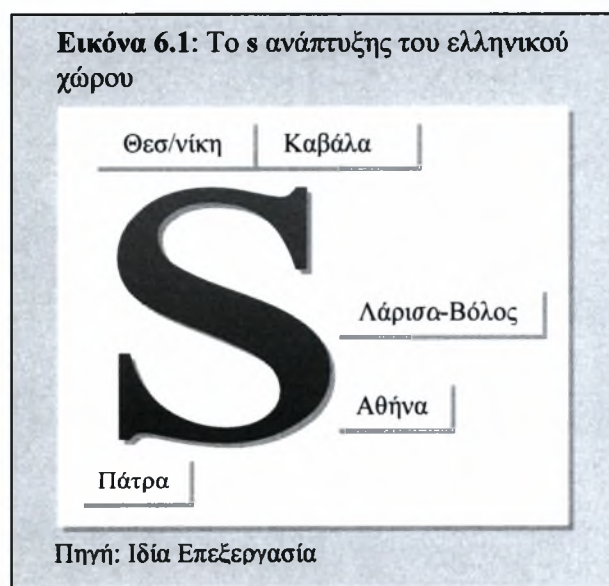 Εικόνα 6.1: Το s ανάπτυξης του ελληνικού
χώρου
Θεσ/νίκη Καβάλα
S
Λάρισα-Βόλος
Αθήνα
Πάτρα
Πηγή: Ιδία Επεξεργασία